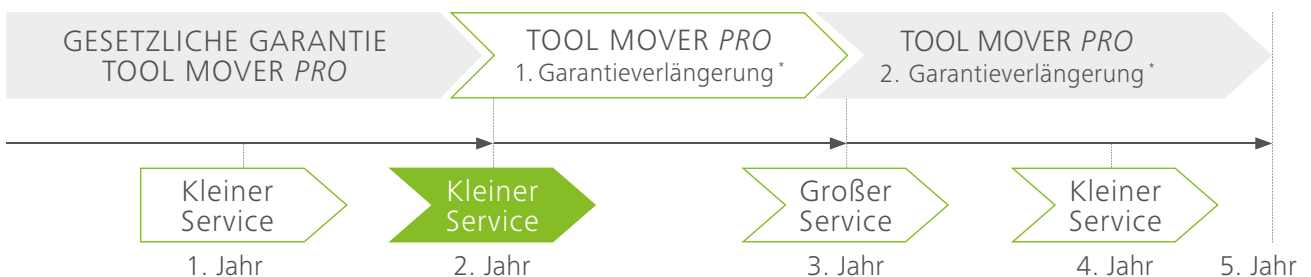 GESETZLICHE GARANTIE
TOOL MOVER PRO
TOOL MOVER PRO
1. Garantieverlängerung *
TOOL MOVER PRO
2. Garantieverlängerung *
Kleiner
Service
Kleiner
Service
Großer
Service
Kleiner
Service
1. Jahr
2. Jahr
3. Jahr
4. Jahr
5. Jahr